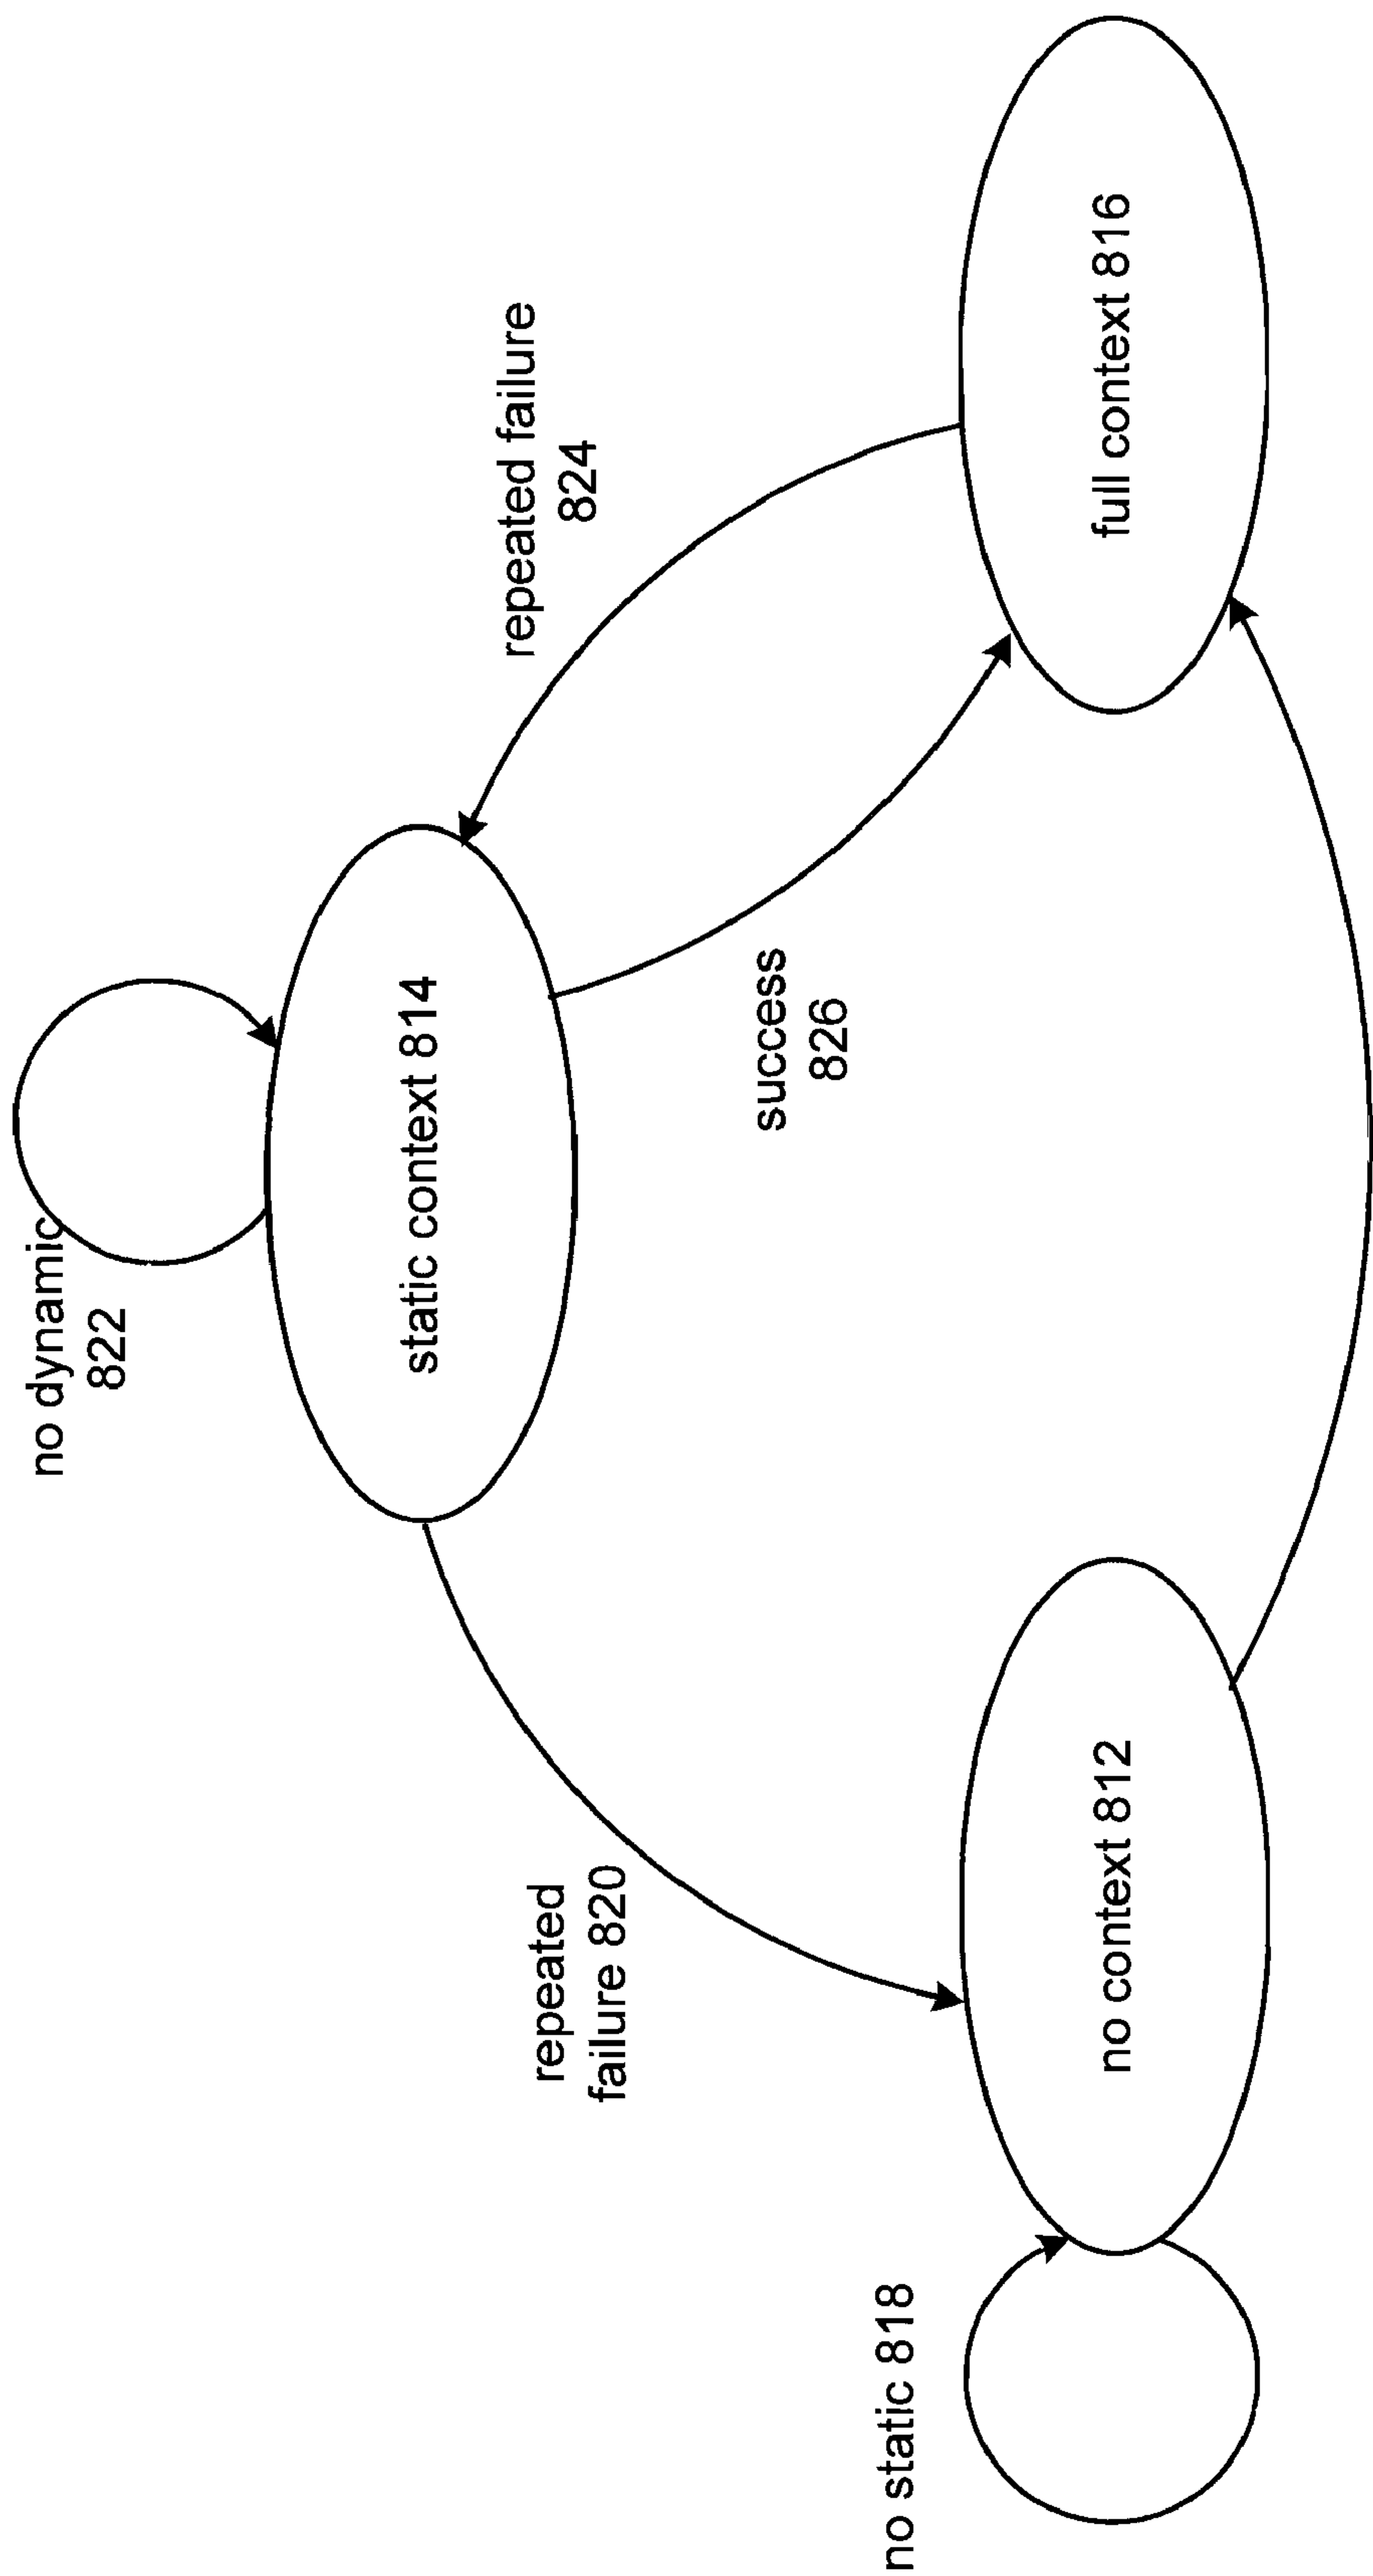 no dynamic
822
static context 814
repeated failure
824
success
826
repeated
failure 820
no static 818
no context 812
full context 816